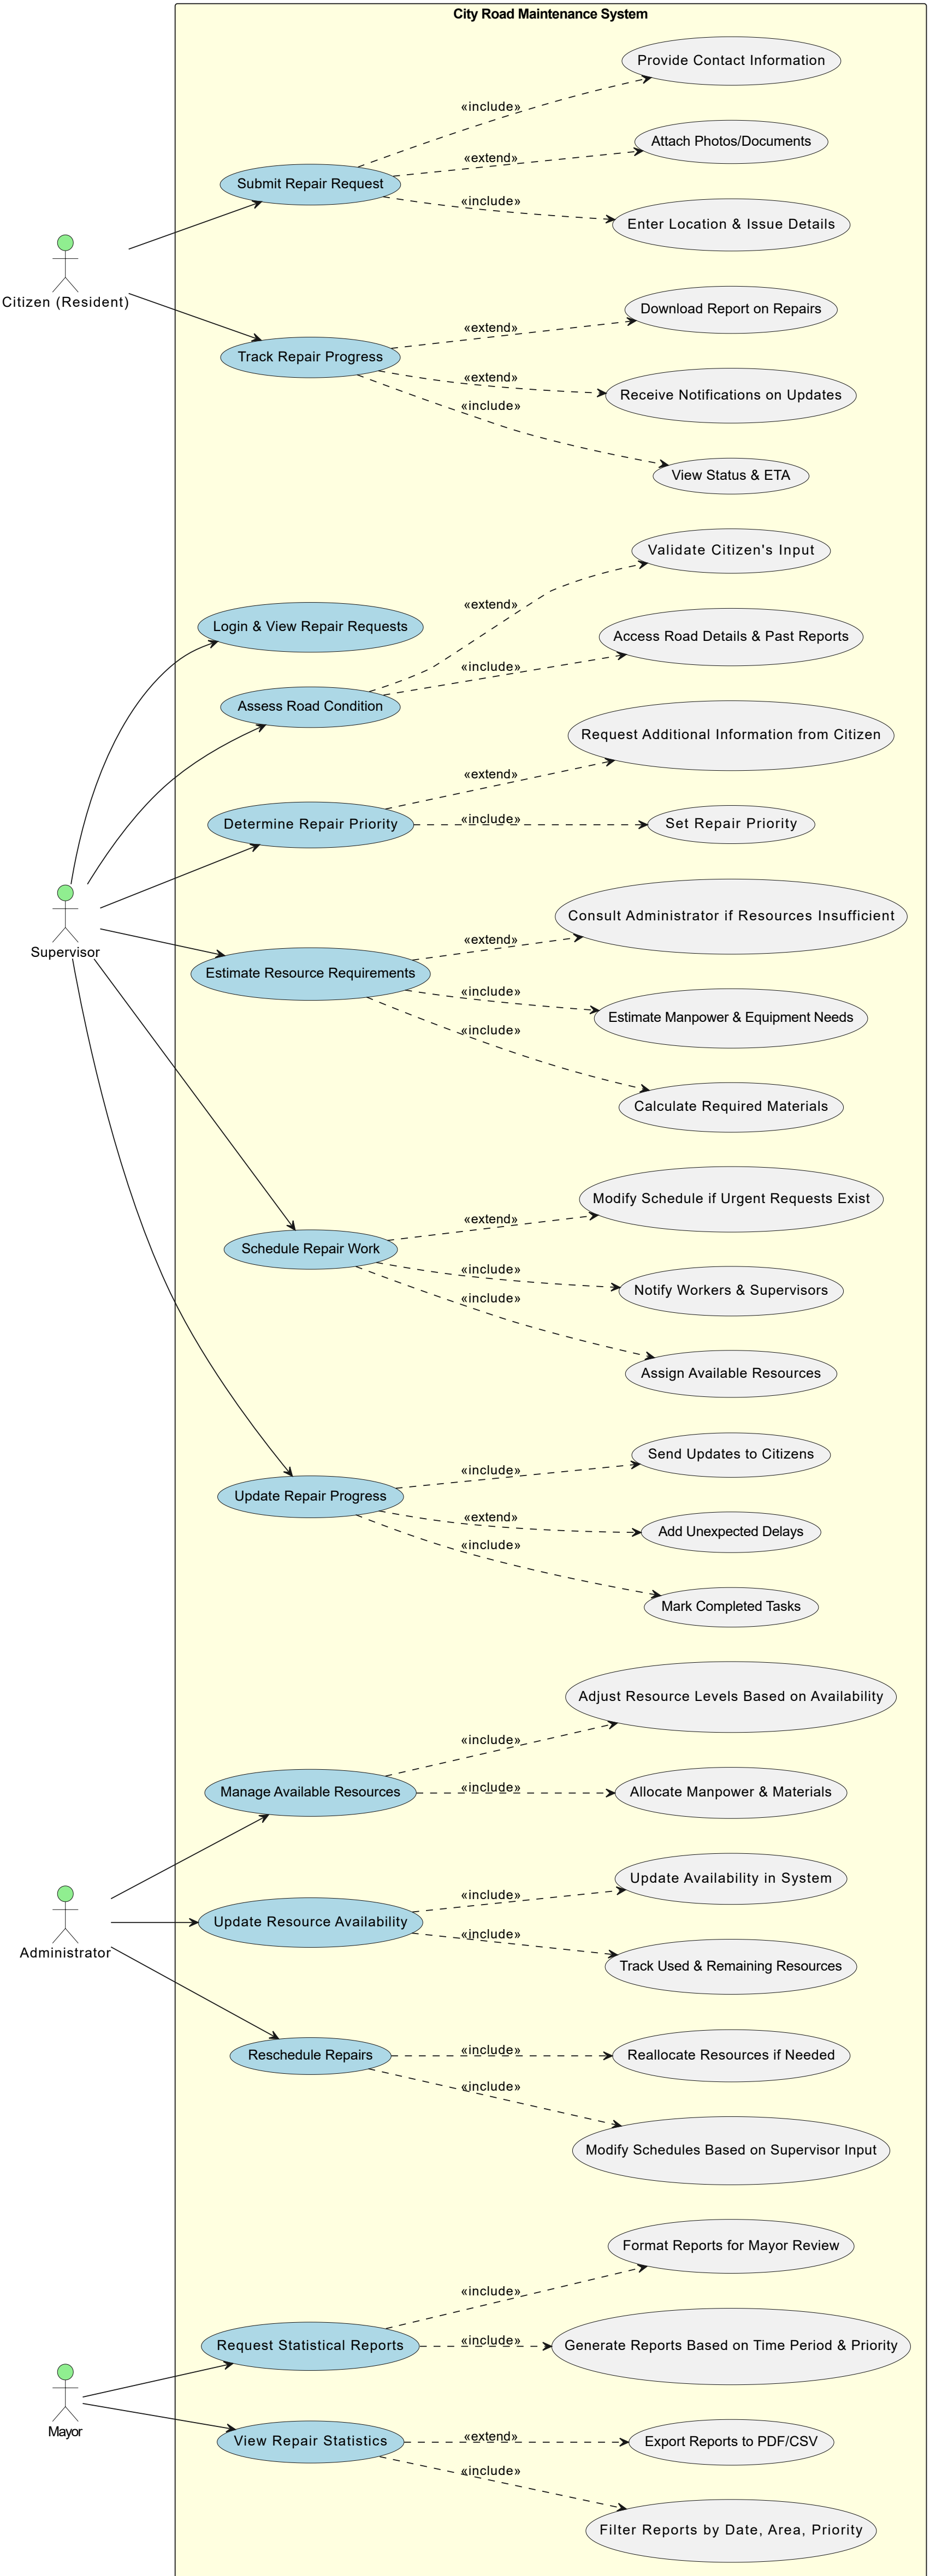 City Road Maintenance System
Provide Contact Information
«include»
Attach Photos/Documents
«extend»
Submit Repair Request
«include»
Enter Location & Issue Details
Citizen (Resident)
Download Report on Repairs
«extend»
Track Repair Progress
«extend»
Receive Notifications on Updates
«include»
View Status & ETA
Validate Citizen's Input
«extend»
Login & View Repair Requests
Access Road Details & Past Reports
«include»
Assess Road Condition
Request Additional Information from Citizen
«extend»
Determine Repair Priority
«include»
Set Repair Priority
Consult Administrator if Resources Insufficient
«extend»
Supervisor
Estimate Resource Requirements
«include»
Estimate Manpower & Equipment Needs
«include»
Calculate Required Materials
Modify Schedule if Urgent Requests Exist
«extend»
Schedule Repair Work
«include»
Notify Workers & Supervisors
«include»
Assign Available Resources
Send Updates to Citizens
«include»
Update Repair Progress
«extend»
Add Unexpected Delays
«include»
Mark Completed Tasks
Adjust Resource Levels Based on Availability
«include»
Manage Available Resources
«include»
Allocate Manpower & Materials
Update Availability in System
«include»
Update Resource Availability
«include»
Administrator
Track Used & Remaining Resources
Reschedule Repairs
«include»
Reallocate Resources if Needed
«include»
Modify Schedules Based on Supervisor Input
Format Reports for Mayor Review
«include»
Request Statistical Reports
«include»
Generate Reports Based on Time Period & Priority
Mayor
View Repair Statistics
«extend»
Export Reports to PDF/CSV
«include»
Filter Reports by Date, Area, Priority